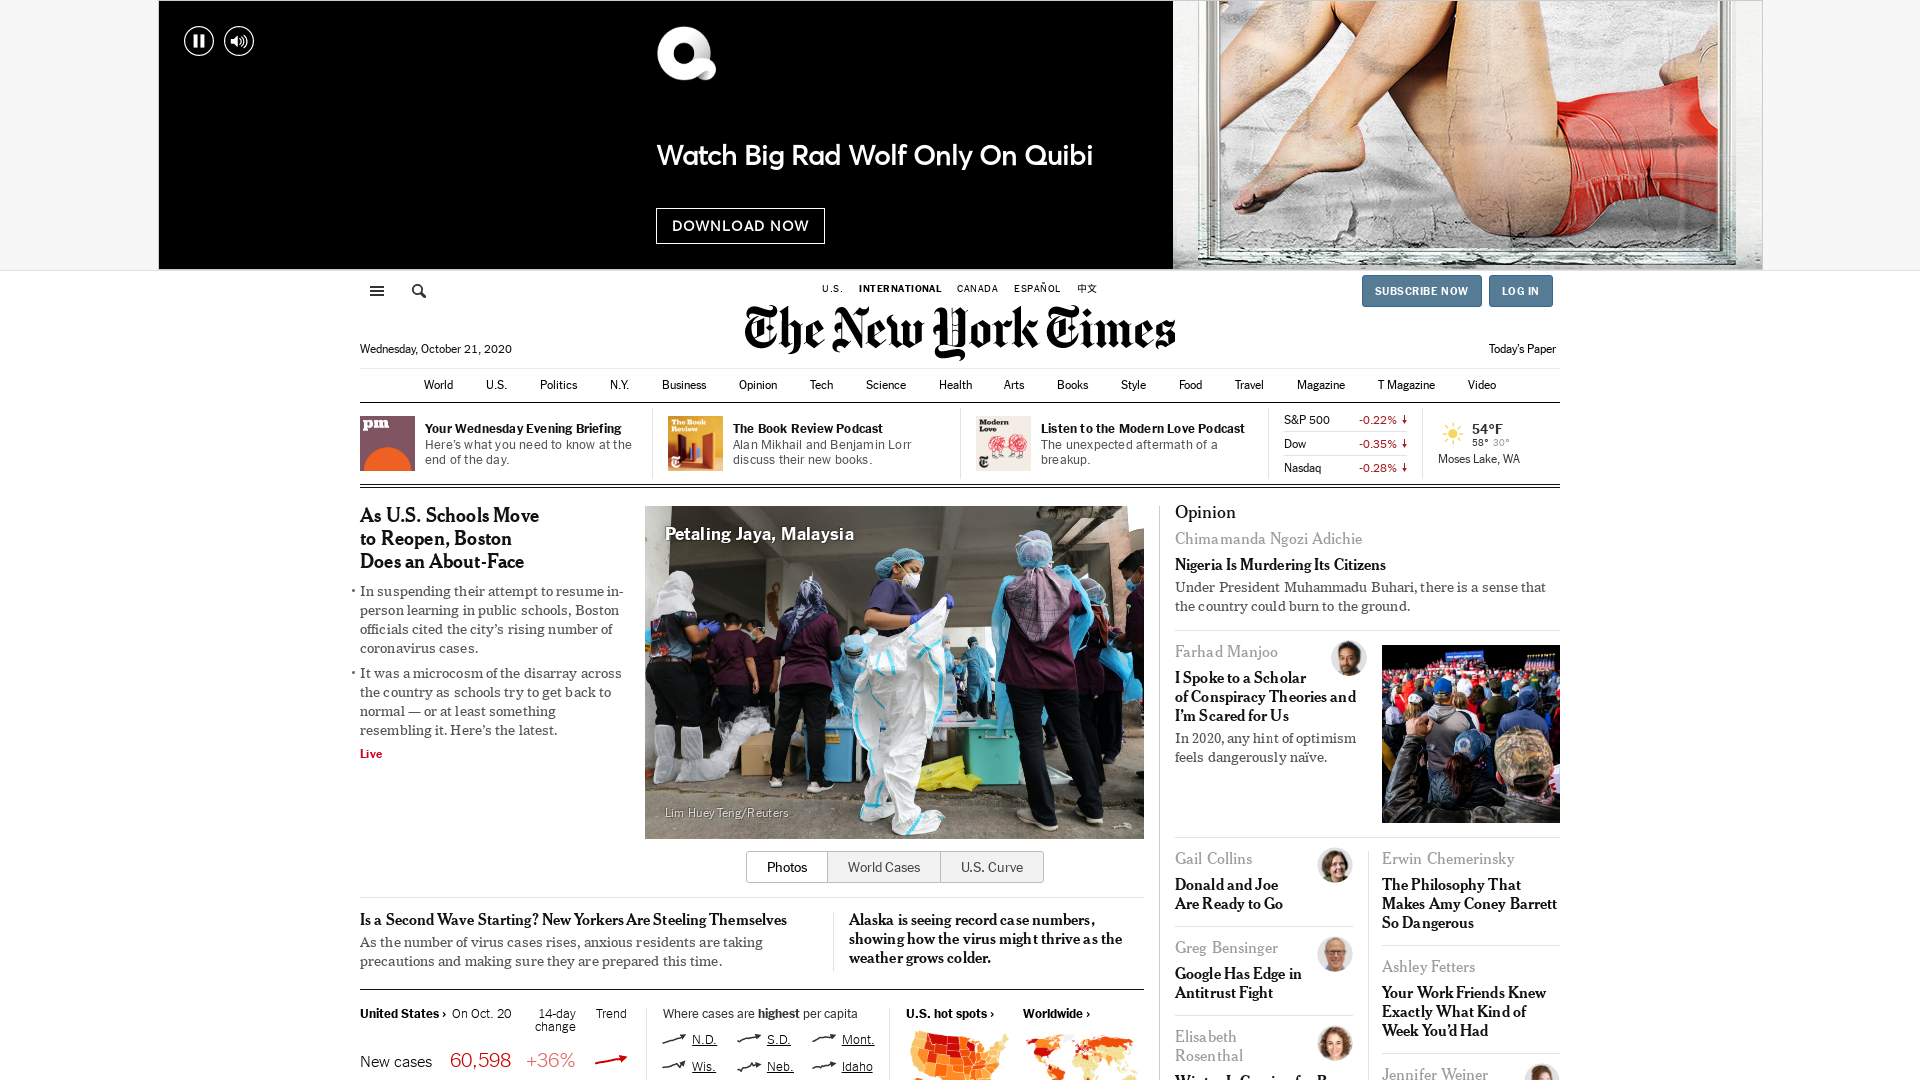 Watch Big Rad Wolf Only On Quibi
DOWNLOAD NOW
U.S.
INTERNATIONAL
CANADA
ESPAÑOL
中文
SUBSCRIBE NOW
LOG IN
The New York Times
Wednesday, October 21, 2020
Today's Paper
World
U.S.
Politics
N.Y.
Business
Opinion
Tech
Science
Health
Arts
Books
Style
Food
Travel
Magazine
T Magazine
Video
pm
Your Wednesday Evening Briefing
Here's what you need to know at the
end of the day.
The Book
Review
The Book Review Podcast
Alan Mikhail and Benjamin Lorr
discuss their new books.
Modern
Love
Listen to the Modern Love Podcast
The unexpected aftermath of a
breakup.
S&P 500 -0.22%
Dow -0.35%
Nasdaq -0.28%
54°F
58° 30°
Moses Lake, WA
As U.S. Schools Move
to Reopen, Boston
Does an About-Face
• In suspending their attempt to resume in-
person learning in public schools, Boston
officials cited the city's rising number of
coronavirus cases.
• It was a microcosm of the disarray across
the country as schools try to get back to
normal — or at least something
resembling it. Here's the latest.
Live
Petaling Jaya, Malaysia
Lim Huey Teng/Reuters
Photos
World Cases
U.S. Curve
Is a Second Wave Starting? New Yorkers Are Steeling Themselves
As the number of virus cases rises, anxious residents are taking
precautions and making sure they are prepared this time.
Alaska is seeing record case numbers,
showing how the virus might thrive as the
weather grows colder.
United States › On Oct. 20 14-day
change Trend
New cases 60,598 +36%
Where cases are highest per capita
N.D. S.D. Mont.
Wis. Neb. Idaho
U.S. hot spots ›
Worldwide ›
Opinion
Chimamanda Ngozi Adichie
Nigeria Is Murdering Its Citizens
Under President Muhammadu Buhari, there is a sense that
the country could burn to the ground.
Farhad Manjoo
I Spoke to a Scholar
of Conspiracy Theories and
I'm Scared for Us
In 2020, any hint of optimism
feels dangerously naïve.
Gail Collins
Donald and Joe
Are Ready to Go
Greg Bensinger
Google Has Edge in
Antitrust Fight
Elisabeth
Rosenthal
Erwin Chemerinsky
The Philosophy That
Makes Amy Coney Barrett
So Dangerous
Ashley Fetters
Your Work Friends Knew
Exactly What Kind of
Week You'd Had
Jennifer Weiner